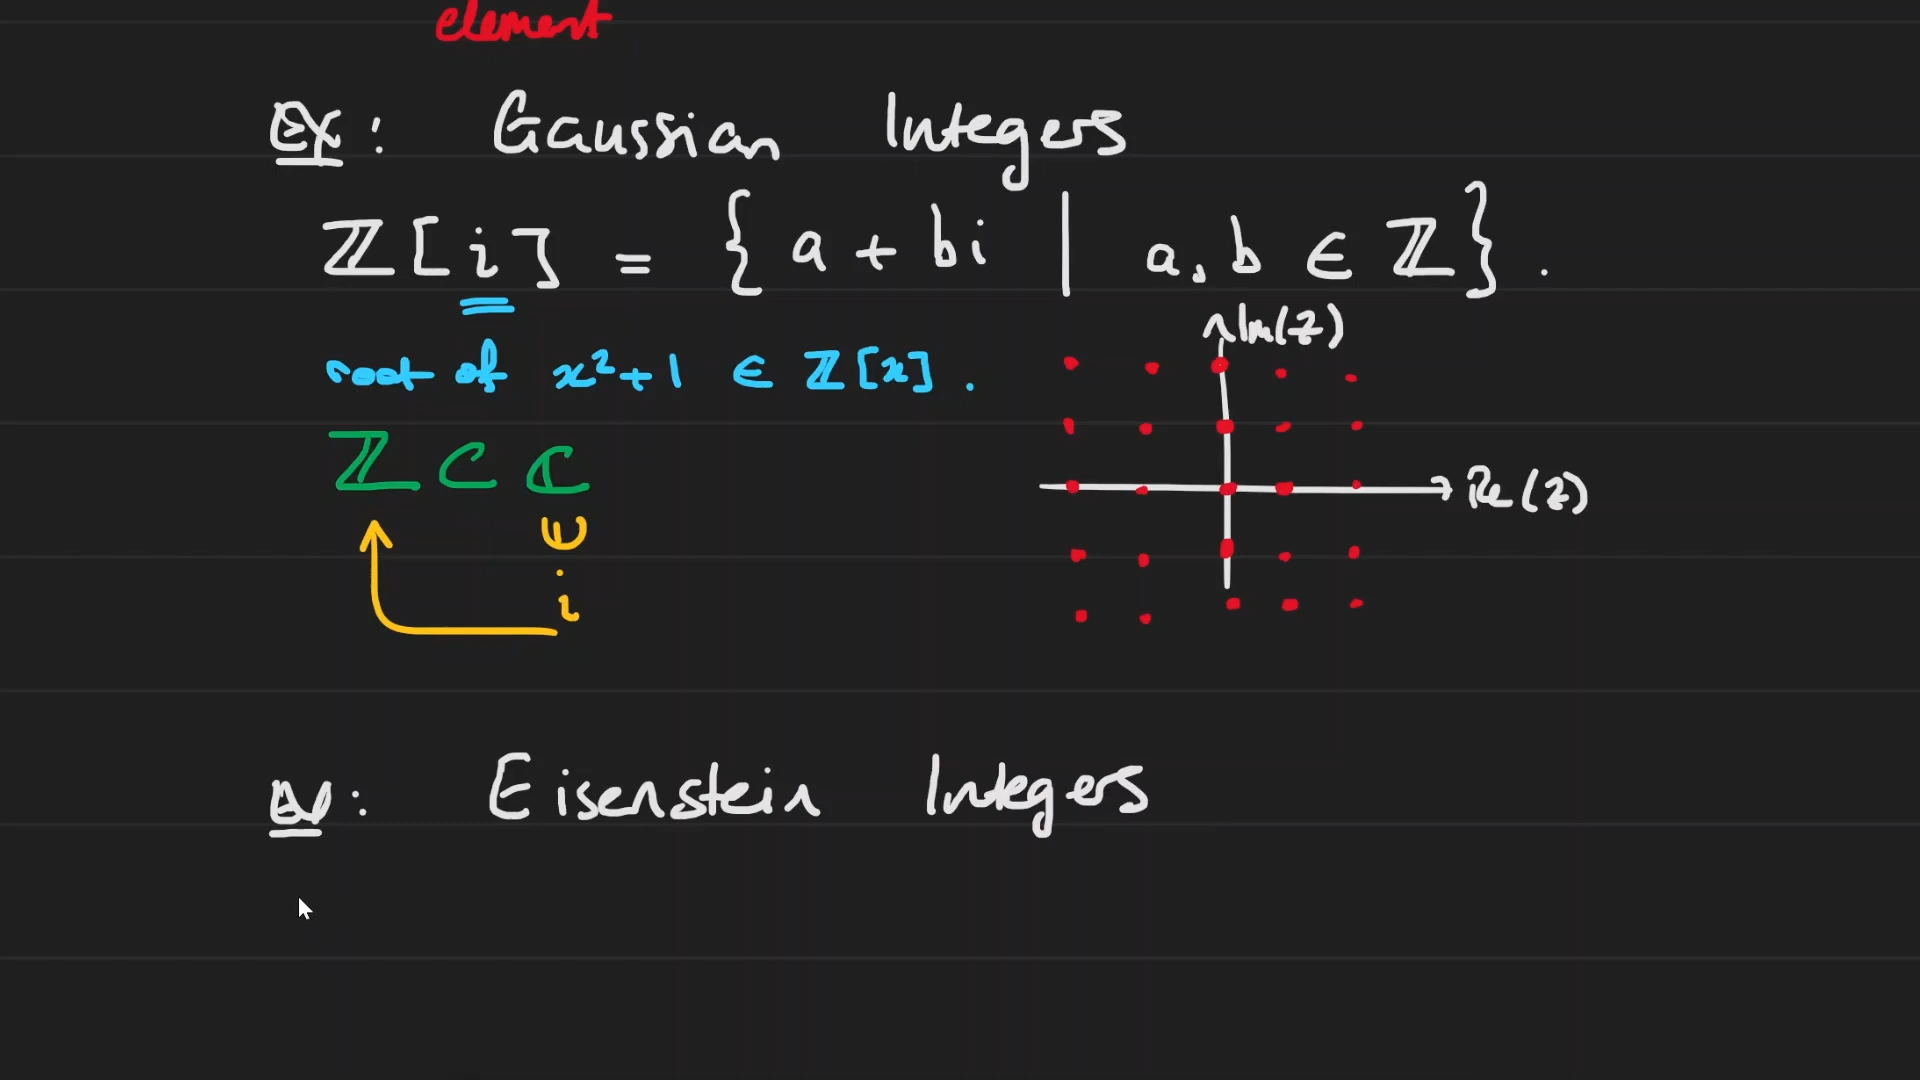 element
Ex: Gaussian Integers
ℤ[i] = {a + bi | a, b ∈ ℤ}.
Im(z)
root of x²+1 ∈ ℤ[x].
ℤ ⊂ ℂ
Re(z)
∈
i
Ex: Eisenstein Integers